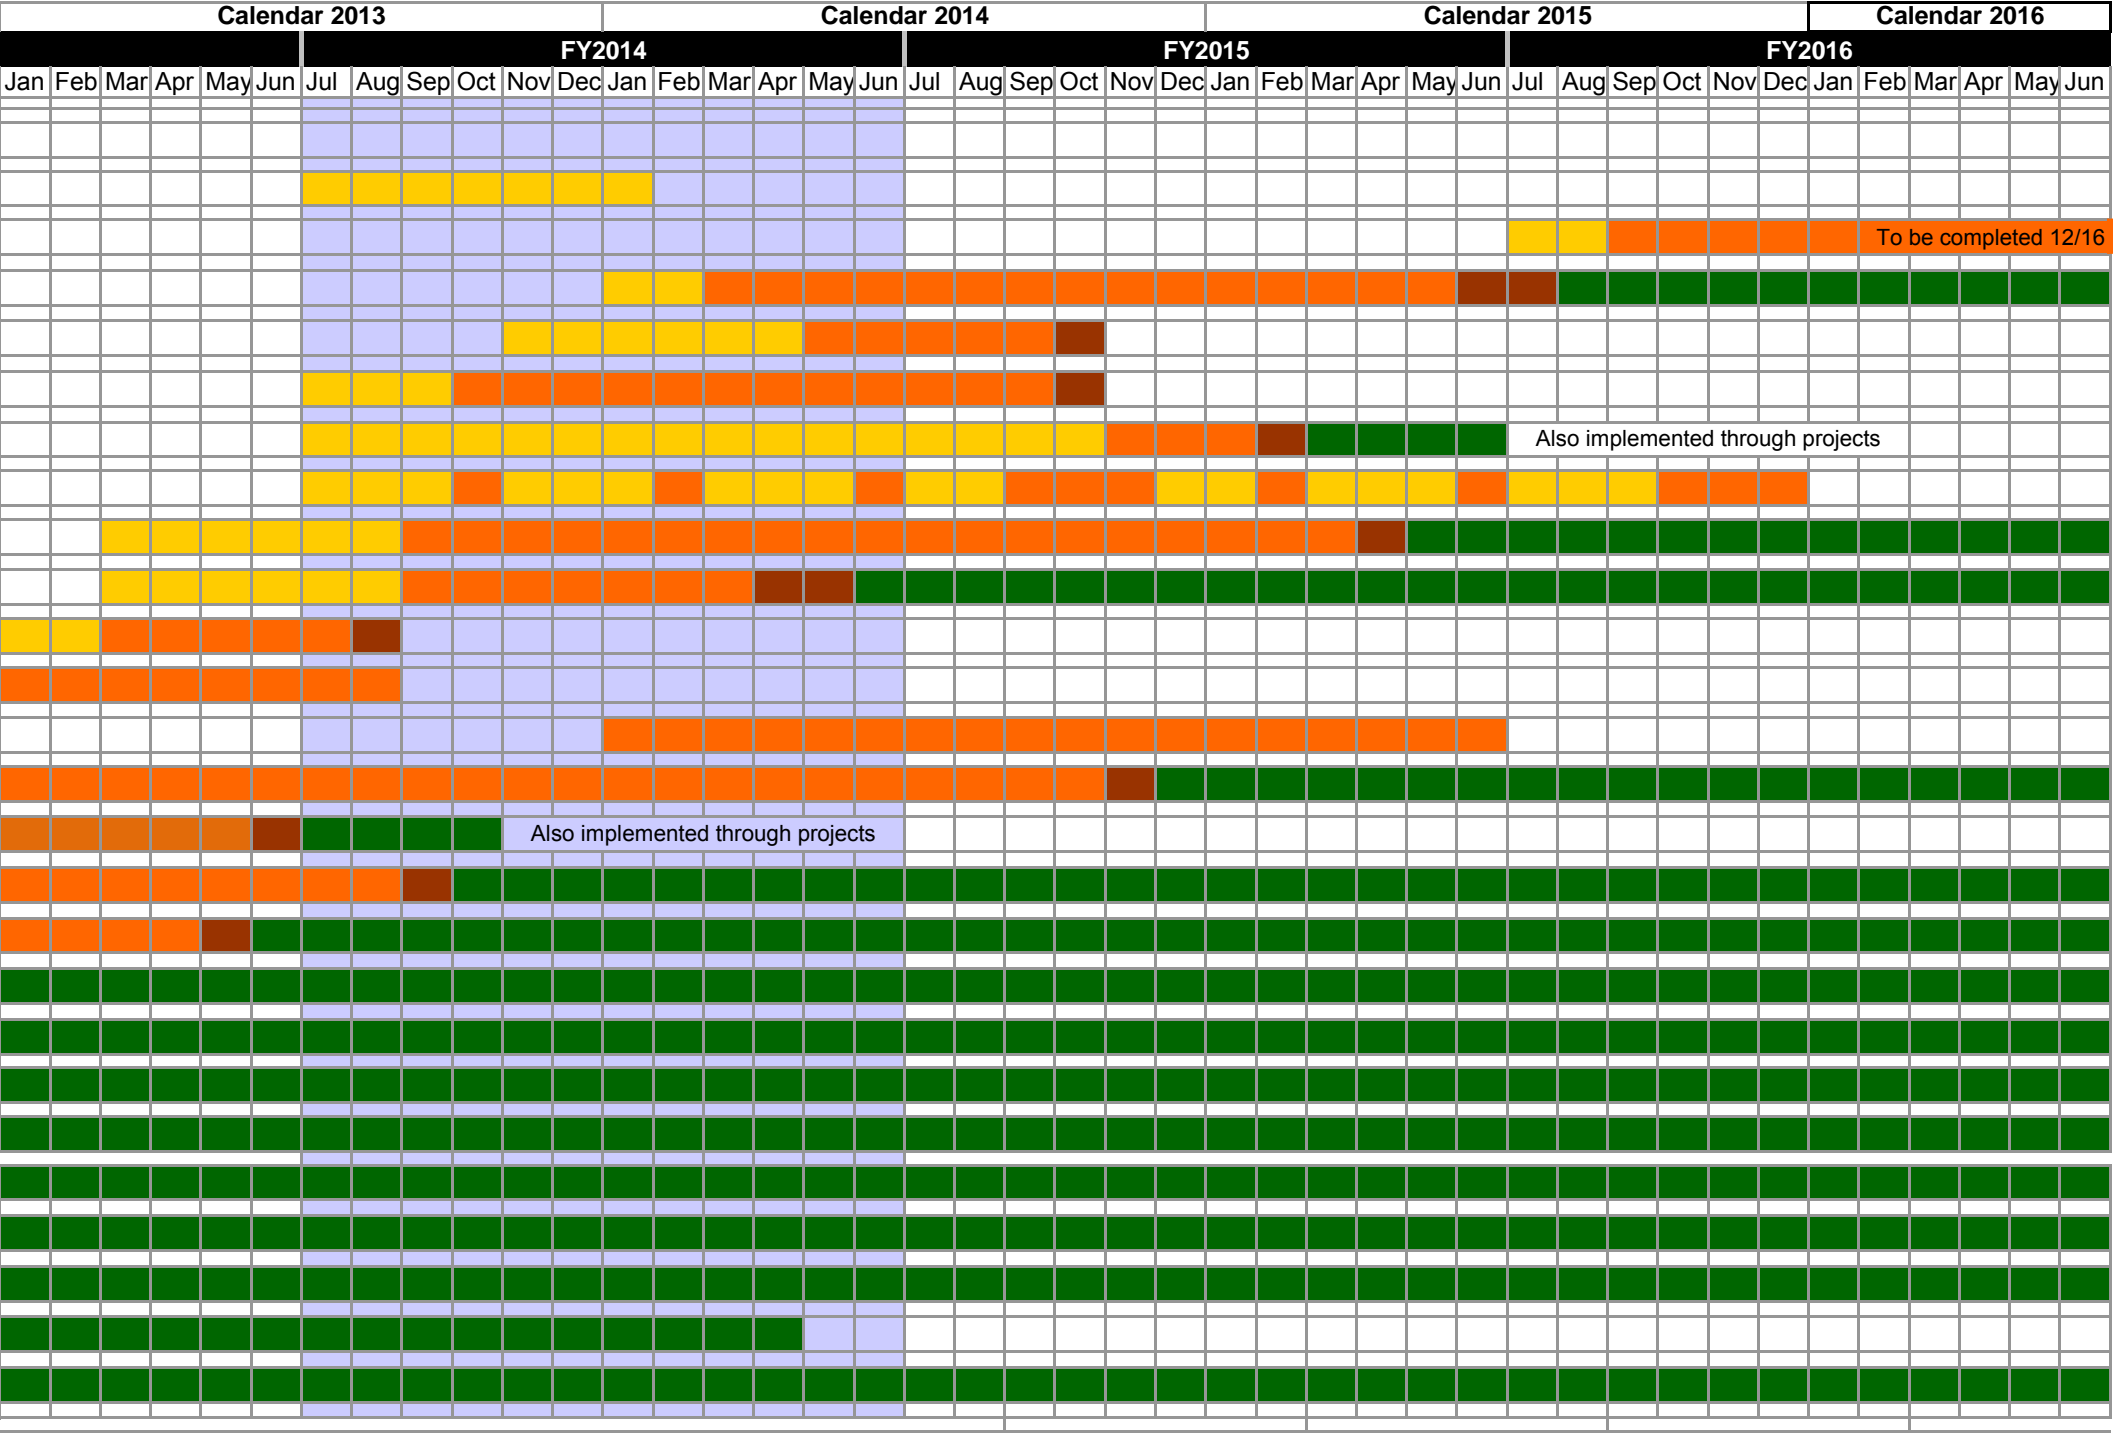 Calendar 2013 Calendar 2014 Calendar 2015 Calendar 2016
FY2014 FY2015 FY2016
Jan Feb Mar Apr May Jun Jul Aug Sep Oct Nov Dec Jan Feb Mar Apr May Jun Jul Aug Sep Oct Nov Dec Jan Feb Mar Apr May Jun Jul Aug Sep Oct Nov Dec Jan Feb Mar Apr May Jun
To be completed 12/16
Also implemented through projects
Also implemented through projects